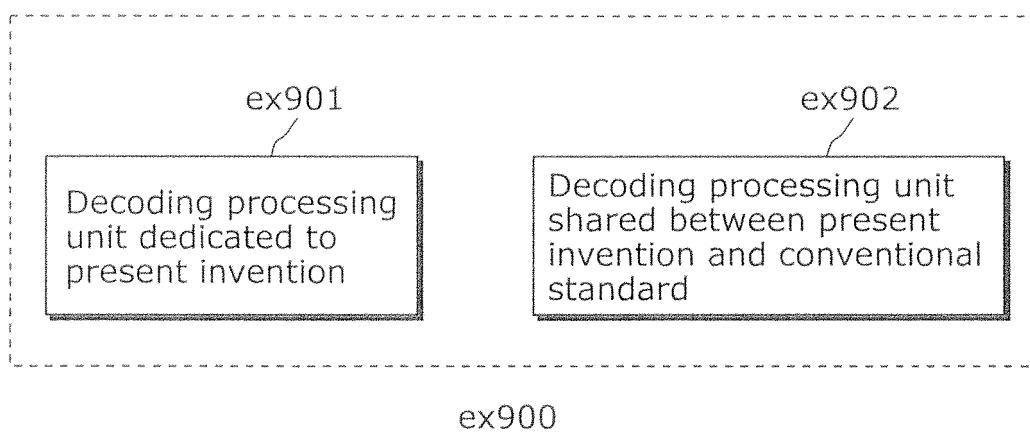 ex901
ex902
Decoding processing
unit dedicated to
present invention
Decoding processing unit
shared between present
invention and conventional
standard
ex900